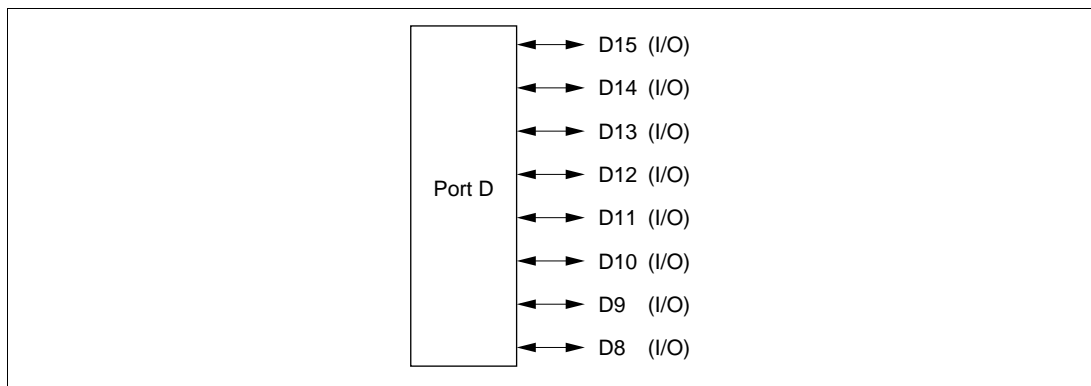 D15 (I/O)
D14 (I/O)
D13 (I/O)
D12 (I/O)
Port D
D11 (I/O)
D10 (I/O)
D9 (I/O)
D8 (I/O)